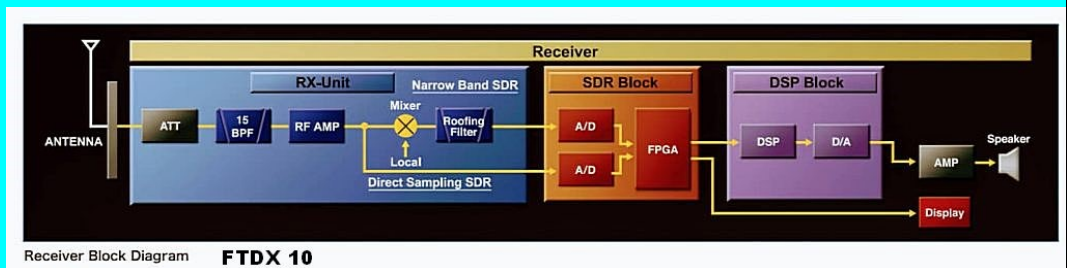 Receiver
RX-Unit
Narrow Band SDR
SDR Block
DSP Block
ANTENNA
ATT
15
BPF
RF AMP
Mixer
Local
Roofing
Filter
Direct Sampling SDR
A/D
A/D
FPGA
DSP
D/A
AMP
Speaker
Display
Receiver Block Diagram FTDX 10